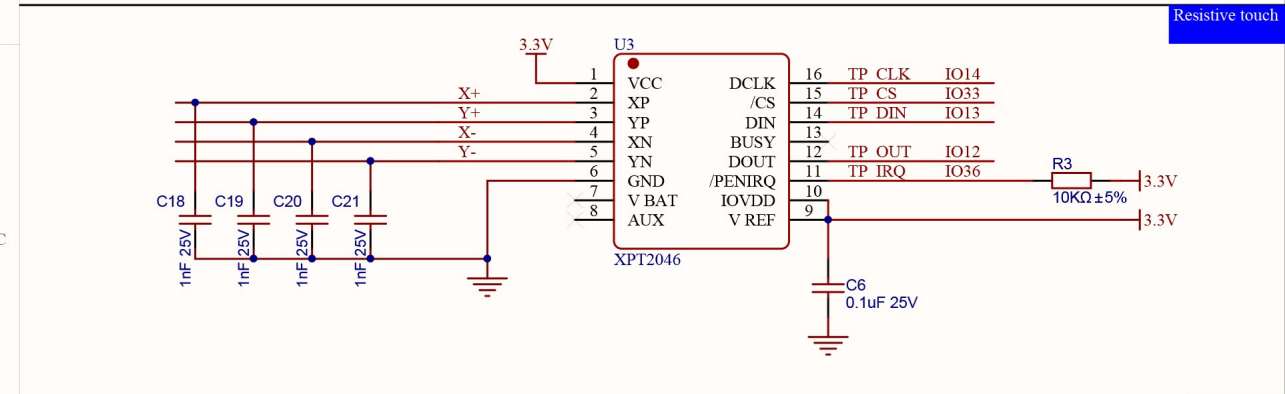 Resistive touch
3.3V
U3
1 VCC DCLK 16 TP_CLK IO14
X+ 2 XP /CS 15 TP_CS IO33
Y+ 3 YP DIN 14 TP_DIN IO13
X- 4 XN BUSY 13
Y- 5 YN DOUT 12 TP_OUT IO12
6 GND /PENIRQ 11 TP_IRQ IO36
7 V BAT IOVDD 10
8 AUX V REF 9
XPT2046
R3
10KΩ±5%
3.3V
3.3V
C18 C19 C20 C21
1nF 25V
1nF 25V
1nF 25V
1nF 25V
C6
0.1uF 25V